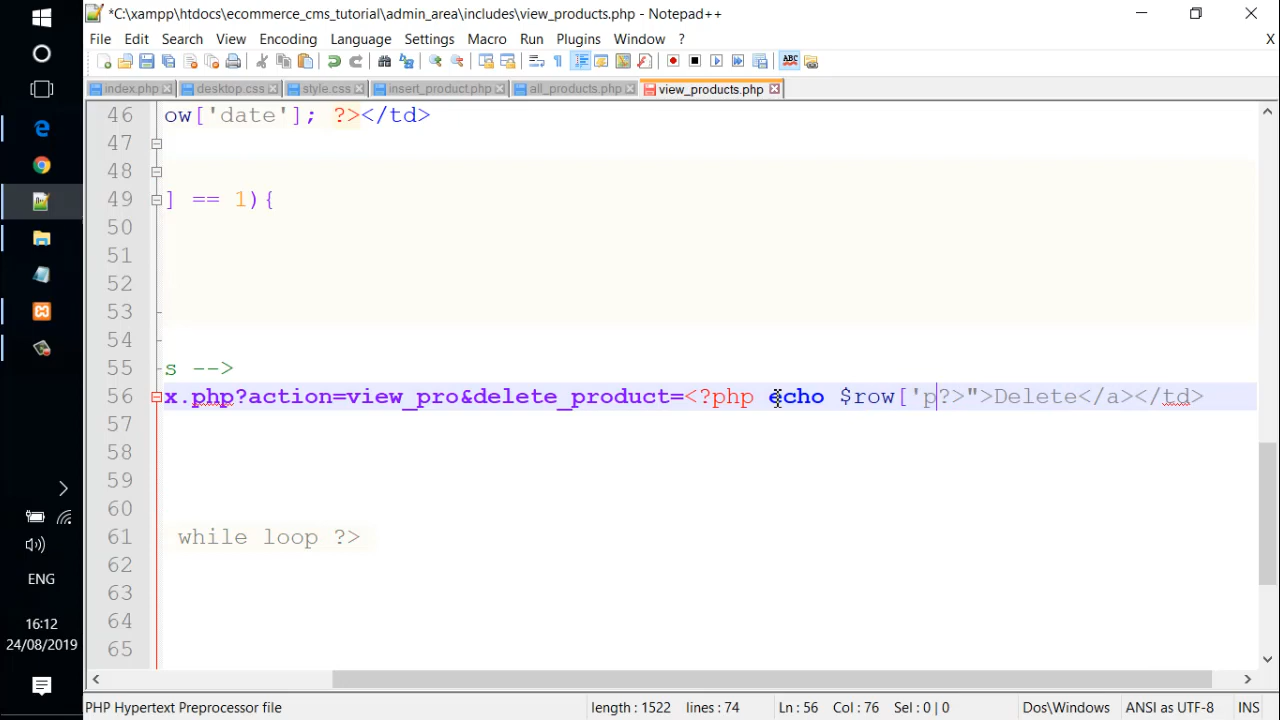 *C:\xampp\htdocs\ecommerce_cms_tutorial\admin_area\includes\view_products.php - Notepad++
File Edit Search View Encoding Language Settings Macro Run Plugins Window ? X
index.php desktop.css style.css insert_product.php all_products.php view_products.php
46 ow['date']; ?></td>
47
48
49 ] == 1){
50
51
52
53
54
55 s -->
56 x.php?action=view_pro&delete_product=<?php echo $row['p?>">Delete</a></td>
57
58
59
60
61 while loop ?>
62
63
64
65
ENG
16:12
24/08/2019
PHP Hypertext Preprocessor file length : 1522 lines : 74 Ln : 56 Col : 76 Sel : 0 | 0 Dos\Windows ANSI as UTF-8 INS